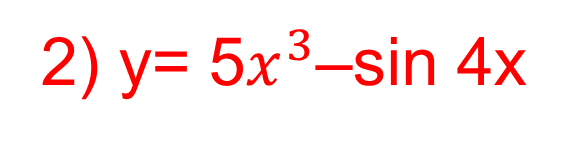 2) y= 5x³–sin 4x